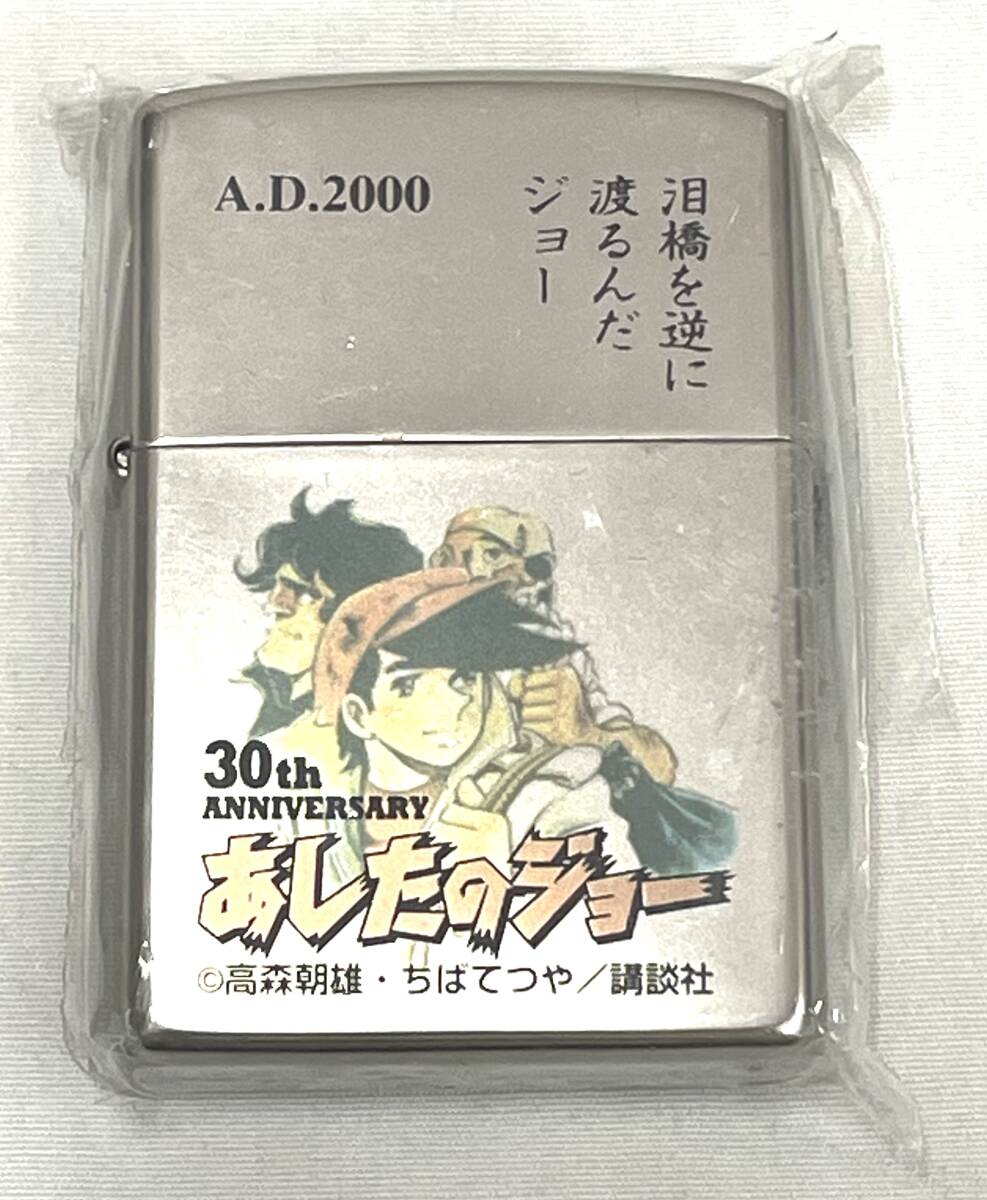 A.D.2000
泪橋を逆に
渡るんだ
ジョー
30th
ANNIVERSARY
あしたのジョー
©高森朝雄・ちばてつや／講談社